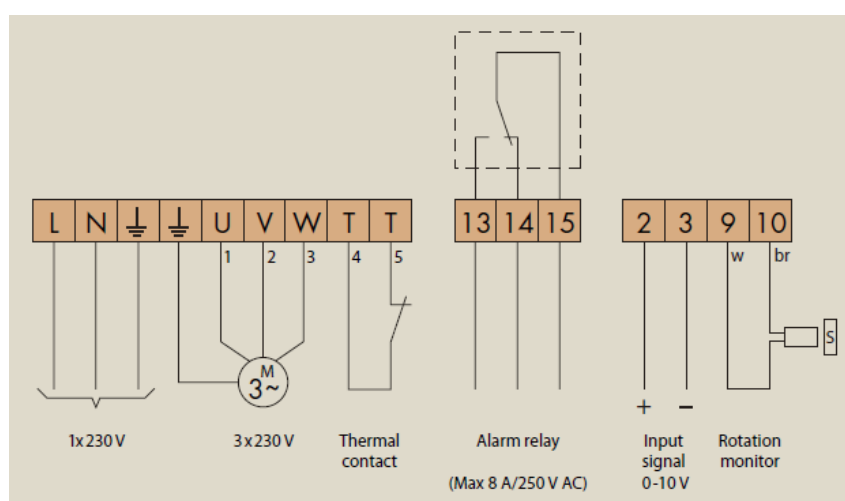 L N U V W T T
1 2 3 4 5
M
3~
1x230 V
3x230 V
Thermal
contact
13 14 15
Alarm relay
(Max 8 A/250 V AC)
2 3 9 10
w br
S
+ −
Input
signal
0-10 V
Rotation
monitor